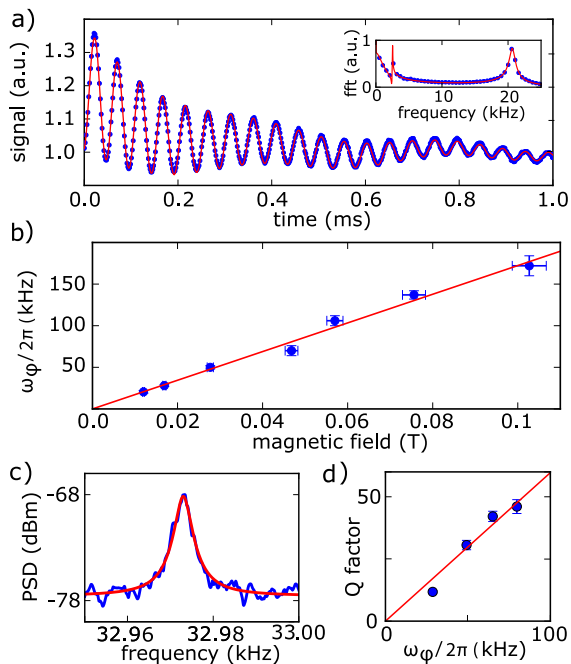 a)
signal (a.u.)
1.3
1.2
1.1
1.0
0.0 0.2 0.4 0.6 0.8 1.0
time (ms)
fft (a.u.)
0 10 20
frequency (kHz)
b)
ωφ/2π (kHz)
150
100
50
0.0 0.02 0.04 0.06 0.08 0.1
magnetic field (T)
c)
PSD (dBm)
-68
-78
32.96 32.98 33.00
frequency (kHz)
d)
Q factor
50
0
0 100
ωφ/2π (kHz)